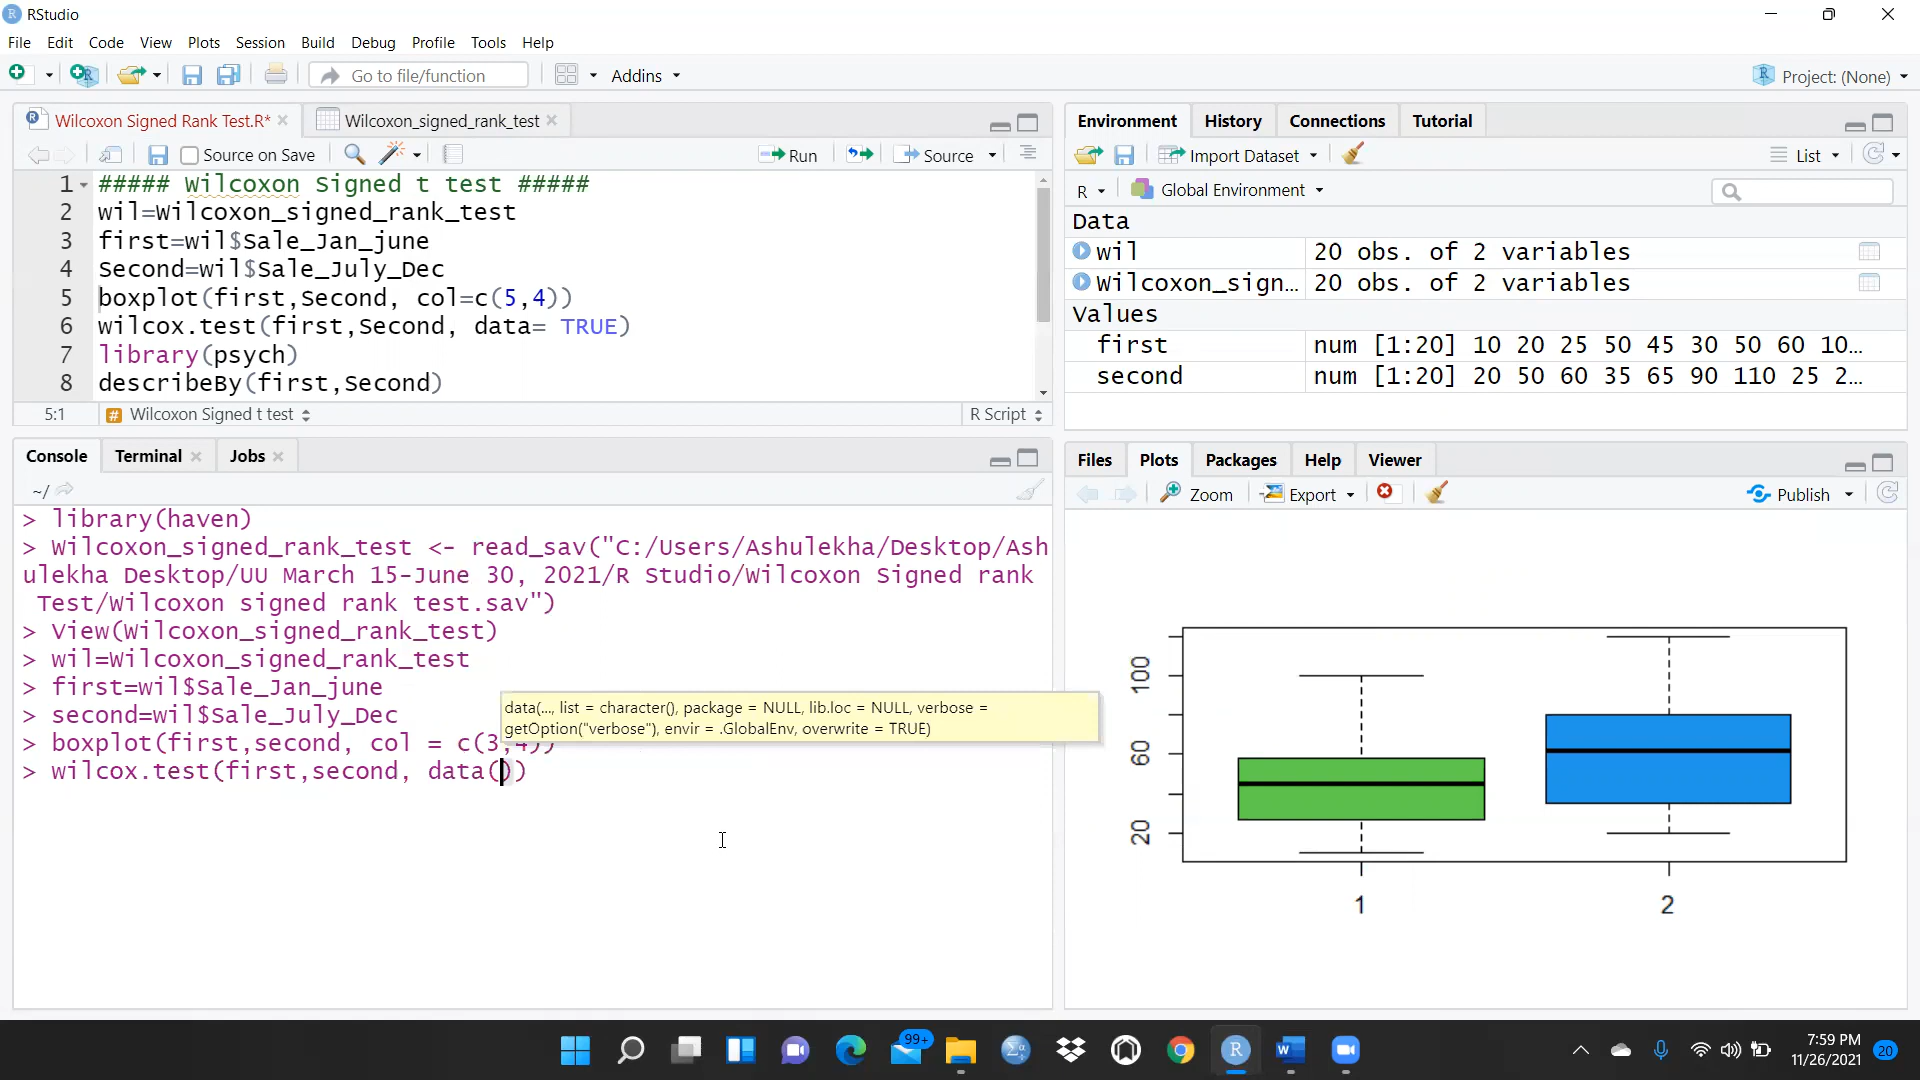 RStudio
File Edit Code View Plots Session Build Debug Profile Tools Help
Go to file/function Addins Project: (None)
Wilcoxon Signed Rank Test.R* Wilcoxon_signed_rank_test
Source on Save Run Source
1 ##### Wilcoxon Signed t test #####
2 wil=Wilcoxon_signed_rank_test
3 first=wil$Sale_Jan_june
4 Second=wil$Sale_July_Dec
5 boxplot(first,Second, col=c(5,4))
6 wilcox.test(first,Second, data= TRUE)
7 library(psych)
8 describeBy(first,Second)
5:1 # Wilcoxon Signed t test R Script
Console Terminal Jobs
~/
> library(haven)
> Wilcoxon_signed_rank_test <- read_sav("C:/Users/Ashulekha/Desktop/Ash
ulekha Desktop/UU March 15-June 30, 2021/R Studio/Wilcoxon Signed rank
Test/Wilcoxon signed rank test.sav")
> View(Wilcoxon_signed_rank_test)
> wil=Wilcoxon_signed_rank_test
> first=wil$Sale_Jan_june
> second=wil$Sale_July_Dec
> boxplot(first,second, col = c(3,4))
> wilcox.test(first,second, data())
data(..., list = character(), package = NULL, lib.loc = NULL, verbose =
getOption("verbose"), envir = .GlobalEnv, overwrite = TRUE)
Environment History Connections Tutorial
Import Dataset List
R Global Environment
Data
wil 20 obs. of 2 variables
Wilcoxon_sign... 20 obs. of 2 variables
Values
first num [1:20] 10 20 25 50 45 30 50 60 10...
second num [1:20] 20 50 60 35 65 90 110 25 2...
Files Plots Packages Help Viewer
Zoom Export Publish
100
60
20
1 2
99+
R
W
7:59 PM
11/26/2021
20